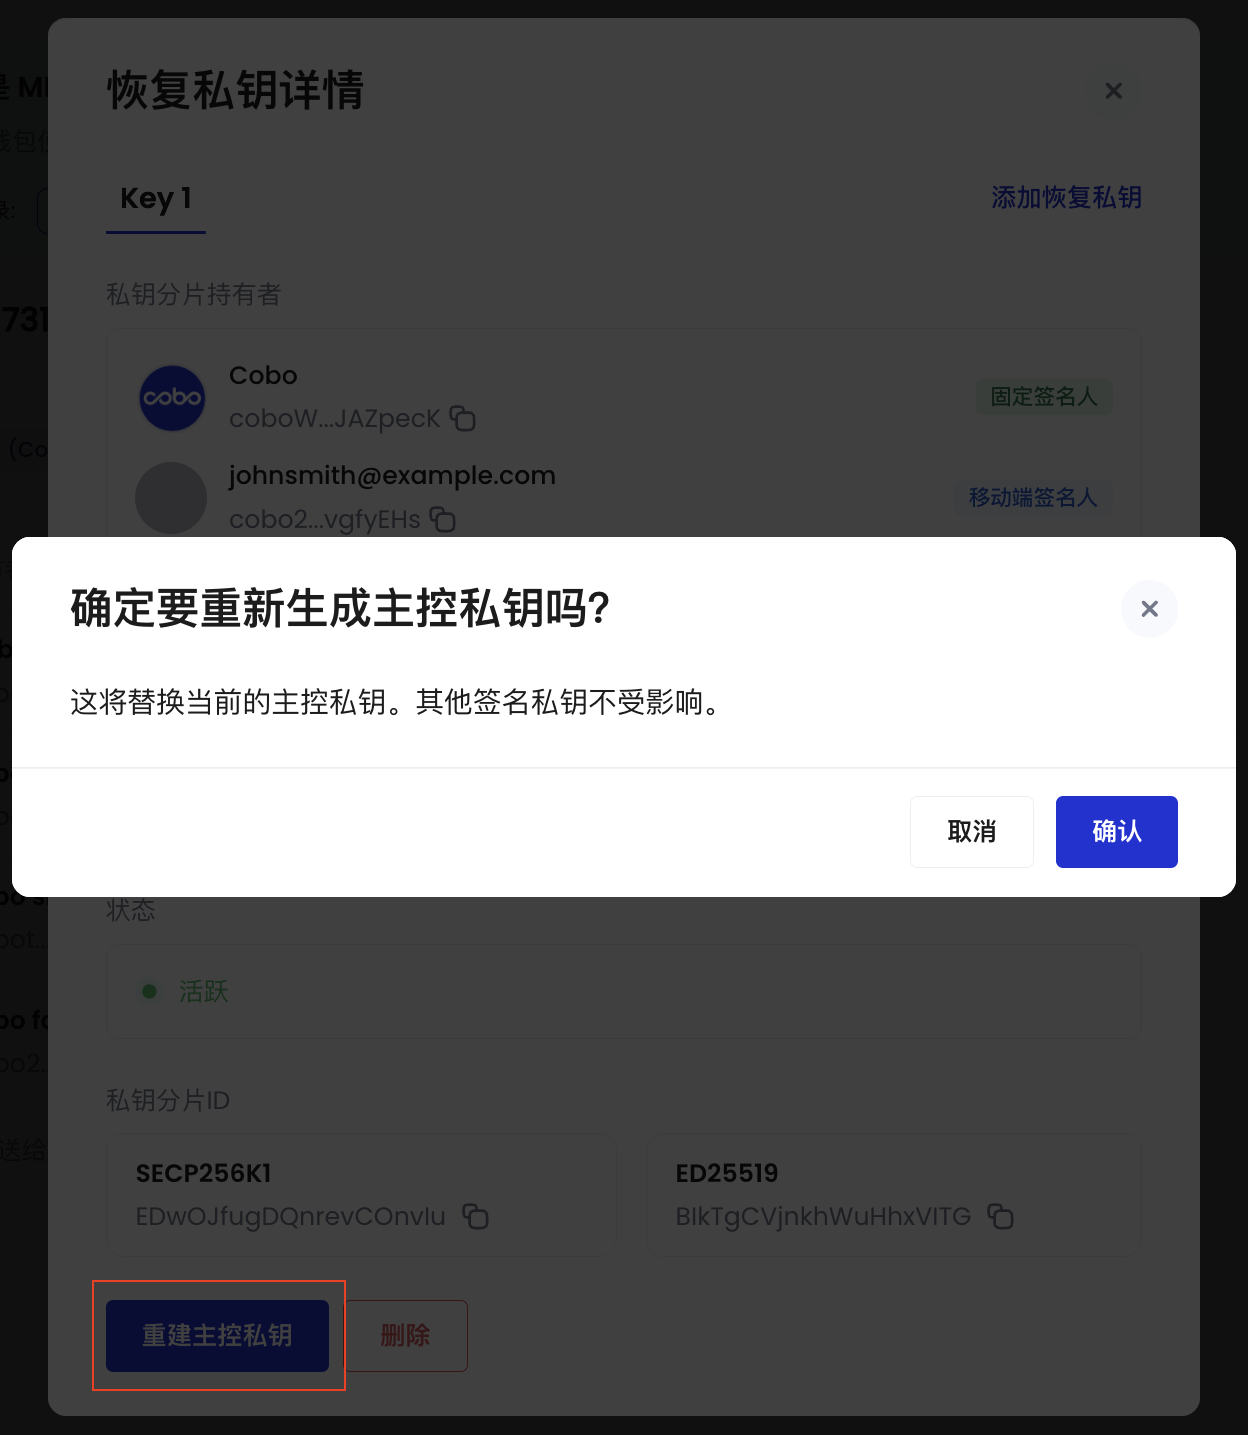 恢复私钥详情
Key 1
添加恢复私钥
私钥分片持有者
cobo
Cobo
coboW...JAZpecK
固定签名人
johnsmith@example.com
cobo2...vgfyEHs
移动端签名人
确定要重新生成主控私钥吗?
这将替换当前的主控私钥。其他签名私钥不受影响。
取消
确认
状态
活跃
私钥分片ID
SECP256K1
EDwOJfugDQnrevCOnvIu
ED25519
BIkTgCVjnkhWuHhxVITG
重建主控私钥
删除
731
(Co